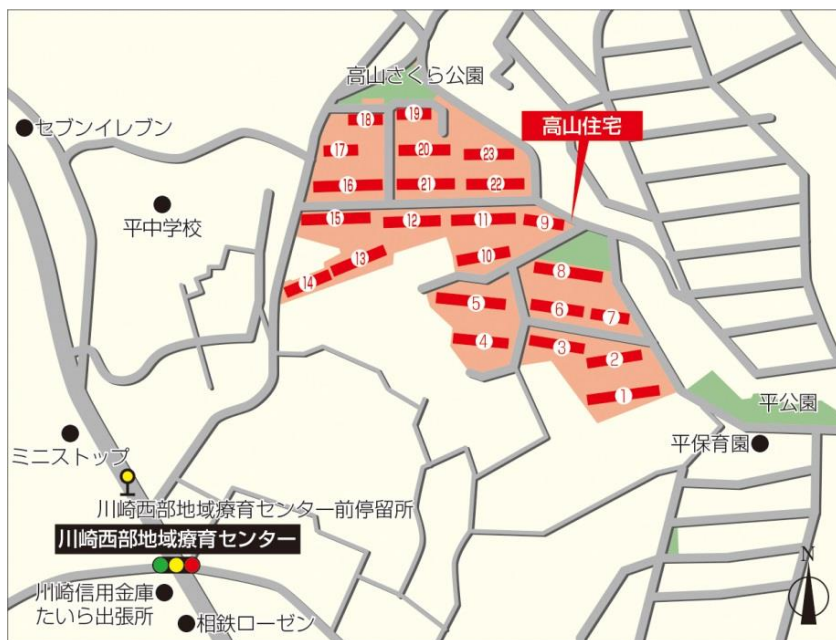 高山さくら公園
⑱
⑲
高山住宅
セブンイレブン
⑰
⑳
㉓
⑯
㉑
㉒
平中学校
⑮
⑫
⑪
⑨
⑭
⑬
⑩
⑧
⑤
⑥
⑦
④
③
②
①
平公園
平保育園
ミニストップ
川崎西部地域療育センター前停留所
川崎西部地域療育センター
川崎信用金庫
たいら出張所
相鉄ローゼン
N